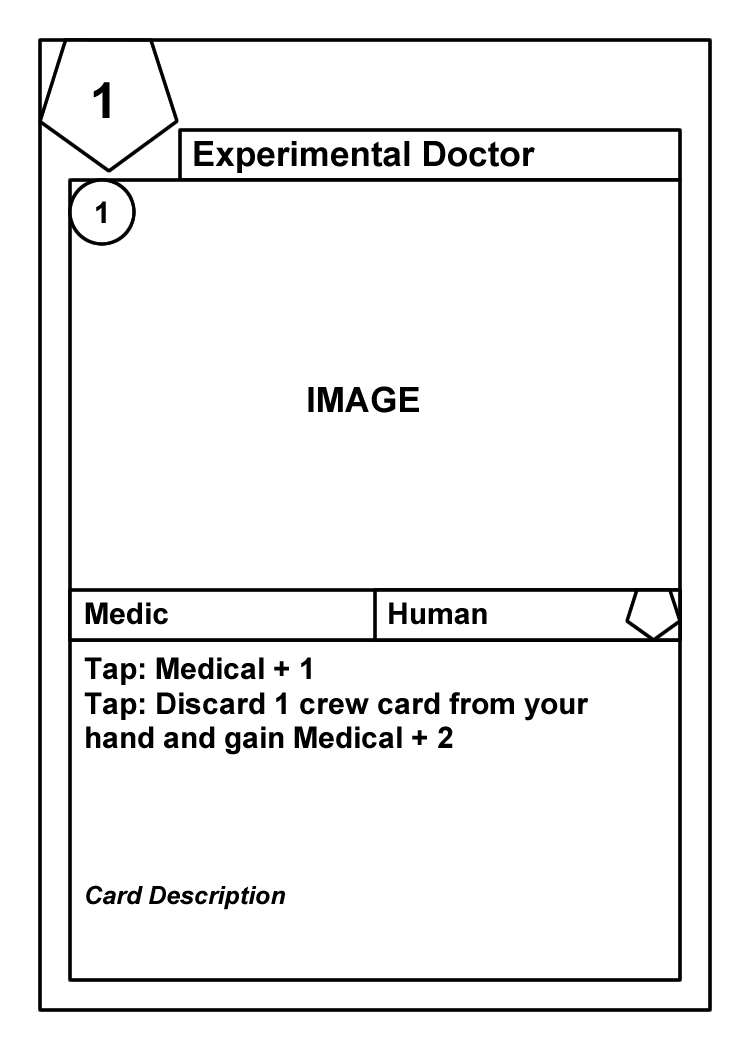 1
Experimental Doctor
1
IMAGE
Medic
Human
Tap: Medical + 1
Tap: Discard 1 crew card from your
hand and gain Medical + 2
Card Description